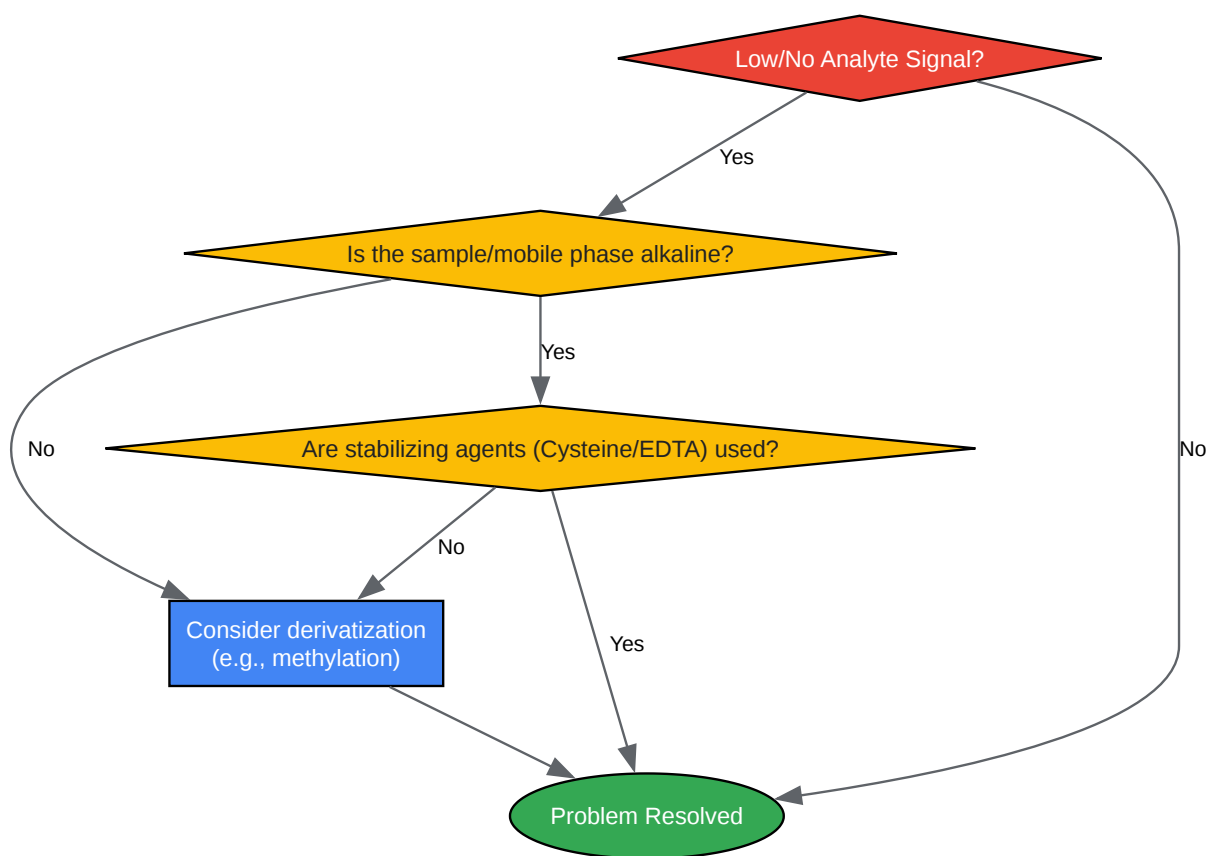 Low/No Analyte Signal?
Yes
Is the sample/mobile phase alkaline?
Yes
No
Are stabilizing agents (Cysteine/EDTA) used?
No
No
Consider derivatization
(e.g., methylation)
Yes
Problem Resolved